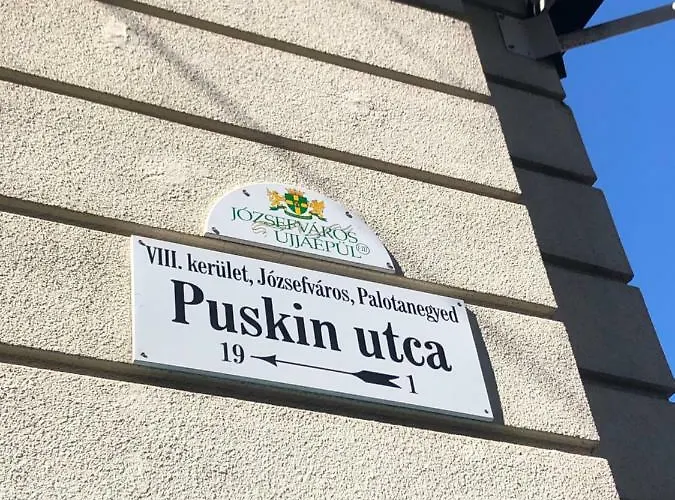 JÓZSEFVÁROS
ÚJJÁÉPÜL
VIII. kerület, Józsefváros, Palotanegyed
Puskin utca
19 1